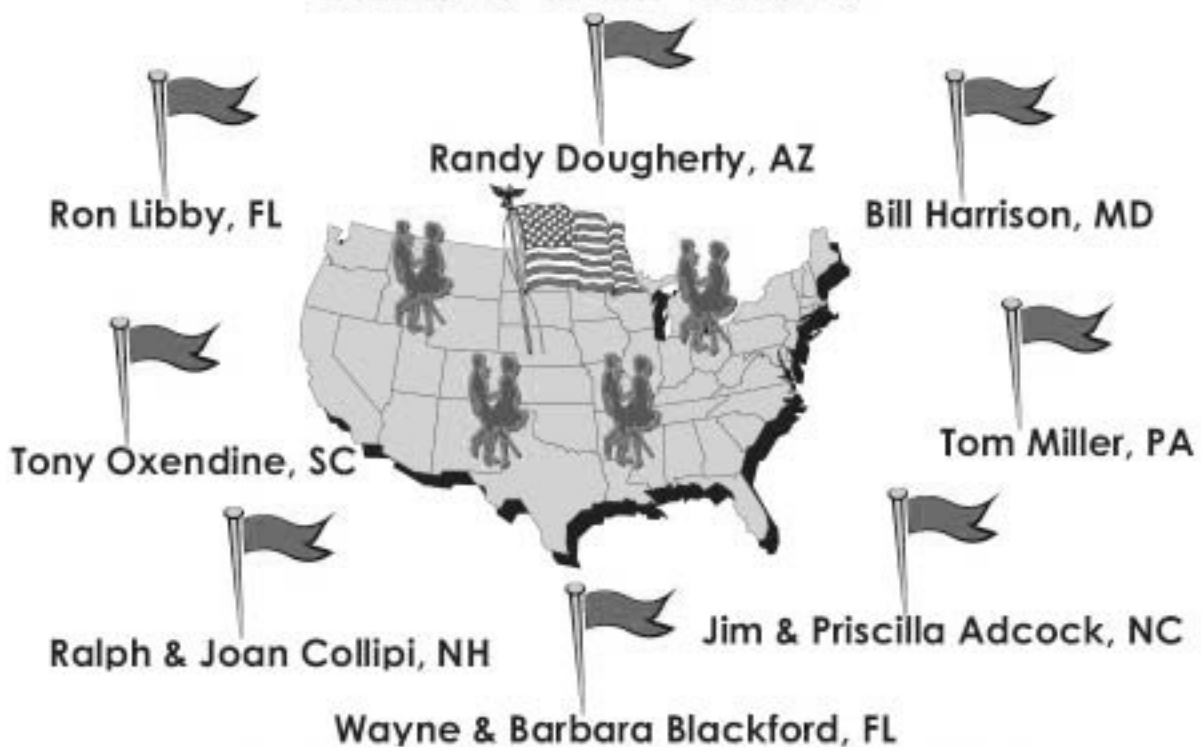 Randy Dougherty, AZ
Ron Libby, FL
Bill Harrison, MD
Tony Oxendine, SC
Tom Miller, PA
Jim & Priscilla Adcock, NC
Ralph & Joan Collipi, NH
Wayne & Barbara Blackford, FL